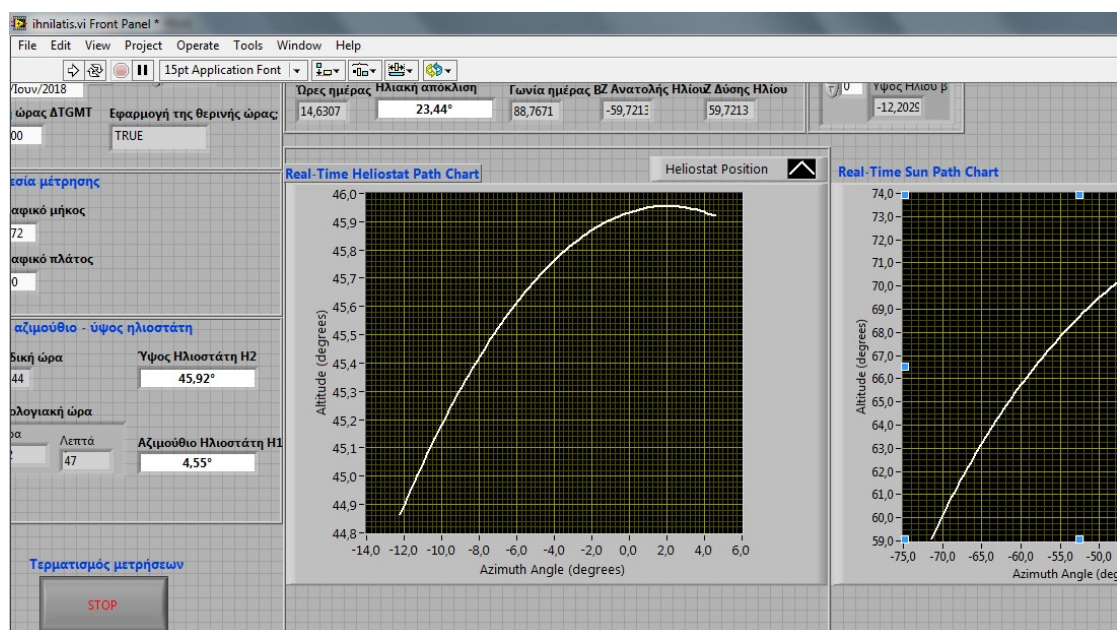 ihnilatis.vi Front Panel *
File Edit View Project Operate Tools Window Help
15pt Application Font
/Ιουν/2018
ώρας ΔTGMT
Εφαρμογή της θερινής ώρας;
00
TRUE
Ώρες ημέρας Ηλιακή απόκλιση Γωνία ημέρας Β Ζ Ανατολής Ηλίου Ζ Δύσης Ηλίου
14,6307 23,44° 88,7671 -59,7213 59,7213
0
Ύψος Ηλίου β
-12,2029
εσία μέτρησης
αφικό μήκος
72
αφικό πλάτος
0
αζιμούθιο - ύψος ηλιοστάτη
Ύψος Ηλιοστάτη H2
44
45,92°
ολογιακή ώρα
Λεπτά
47
Αζιμούθιο Ηλιοστάτη H1
4,55°
Τερματισμός μετρήσεων
STOP
Real-Time Heliostat Path Chart
Heliostat Position
46,0
45,9
45,8
45,7
45,6
45,5
45,4
45,3
45,2
45,1
45,0
44,9
44,8
Altitude (degrees)
-14,0 -12,0 -10,0 -8,0 -6,0 -4,0 -2,0 0,0 2,0 4,0 6,0
Azimuth Angle (degrees)
Real-Time Sun Path Chart
74,0
73,0
72,0
71,0
70,0
69,0
68,0
67,0
66,0
65,0
64,0
63,0
62,0
61,0
60,0
59,0
Altitude (degrees)
-75,0 -70,0 -65,0 -60,0 -55,0 -50,0
Azimuth Angle (deg